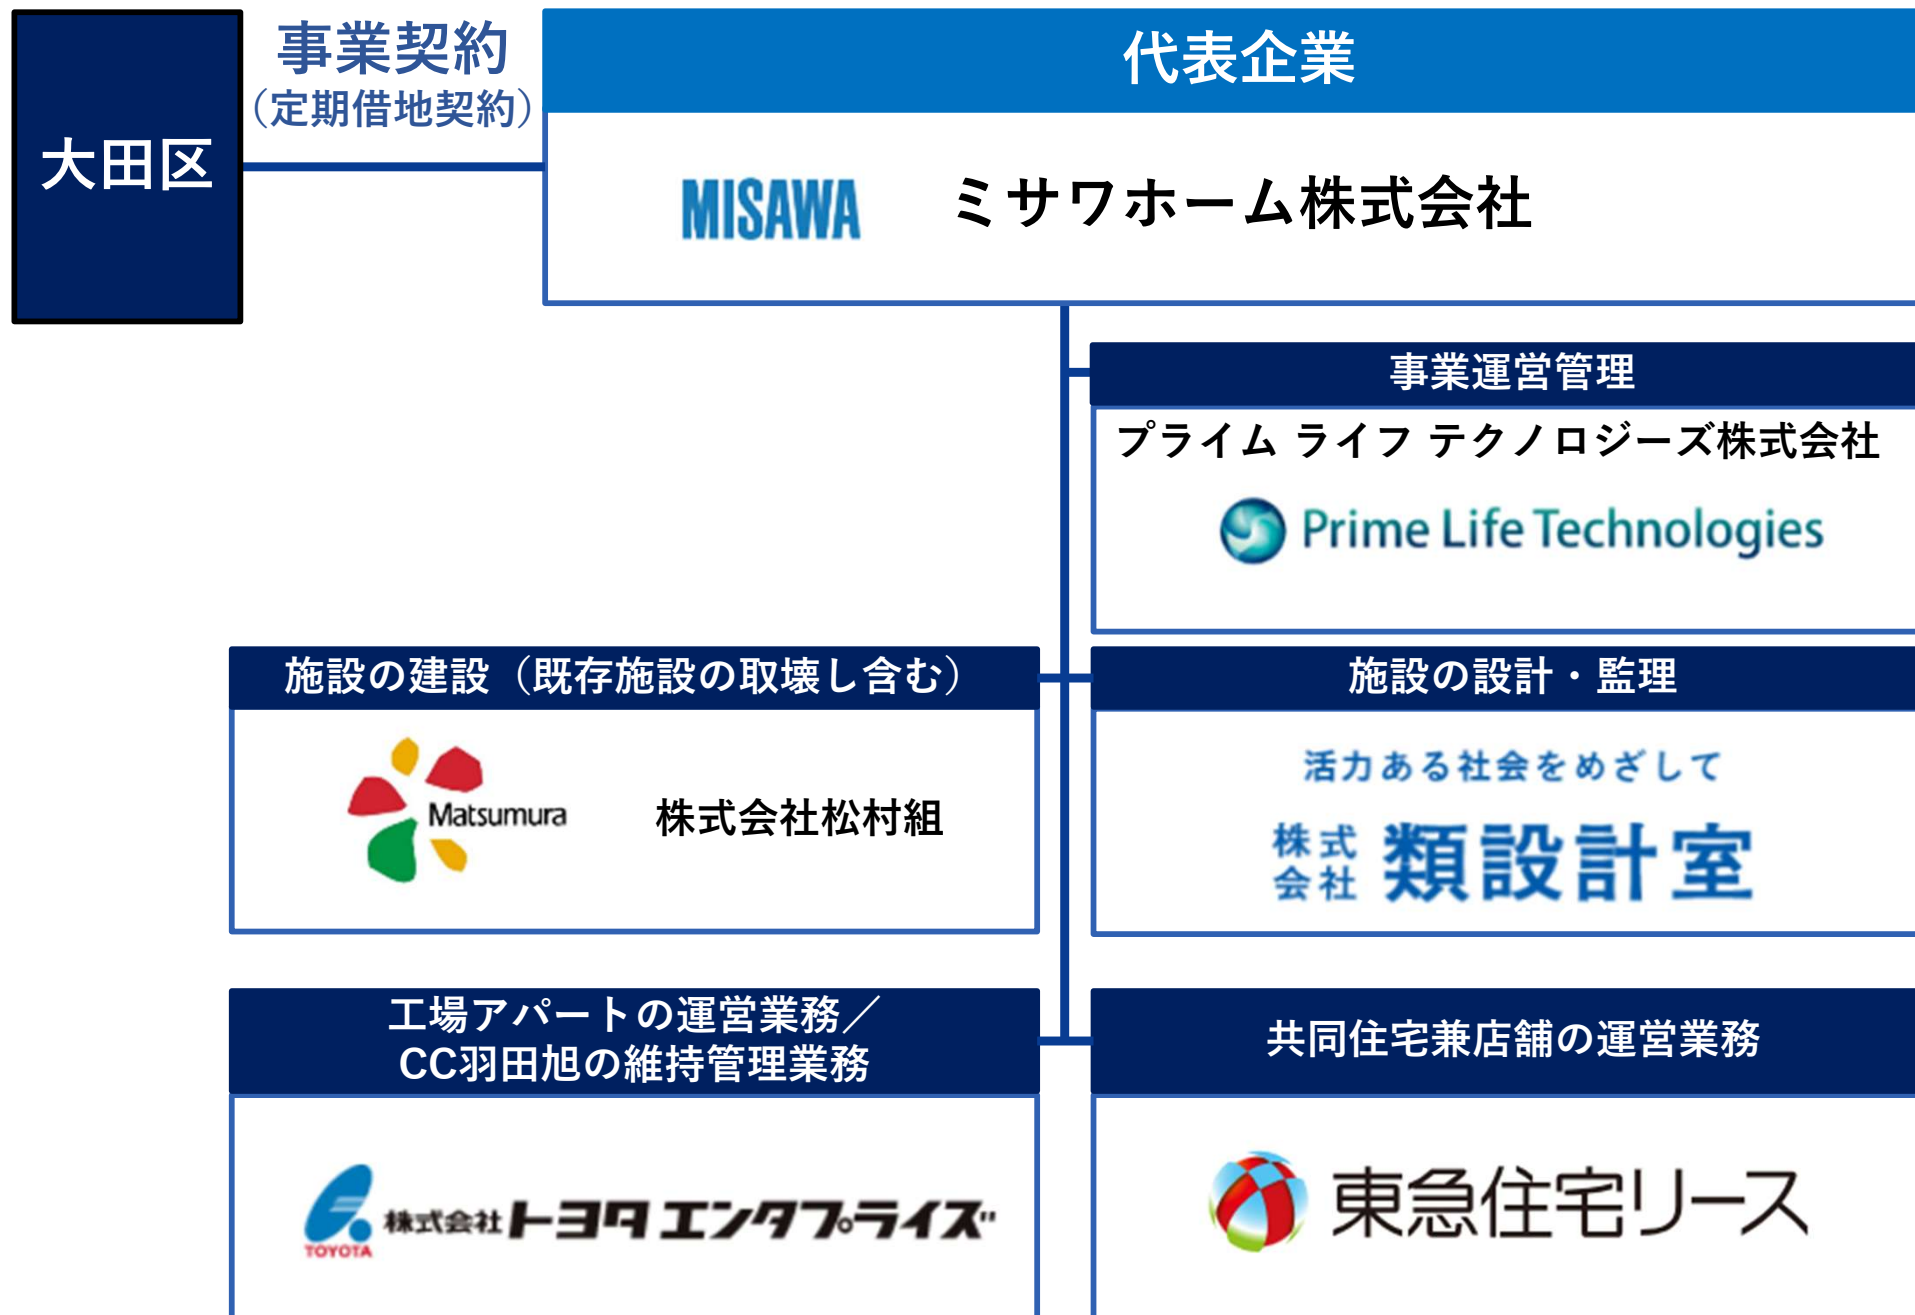 大田区
事業契約
（定期借地契約）
代表企業
MISAWA ミサワホーム株式会社
事業運営管理
プライム ライフ テクノロジーズ株式会社
Prime Life Technologies
施設の建設（既存施設の取壊し含む）
Matsumura 株式会社松村組
施設の設計・監理
活力ある社会をめざして
株式会社 類設計室
工場アパートの運営業務／
CC羽田旭の維持管理業務
TOYOTA 株式会社トヨタエンタプライズ
共同住宅兼店舗の運営業務
東急住宅リース